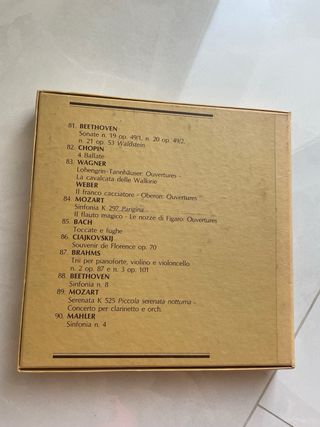 81. BEETHOVEN
Sonate n. 19 op. 49/1, n. 20 op. 49/2,
n. 21 op. 53 Waldstein
82. CHOPIN
4 Ballate
83. WAGNER
Lohengrin-Tannhäuser: Ouvertures -
La cavalcata delle Walkirie
WEBER
Il franco cacciatore - Oberon: Ouvertures
84. MOZART
Sinfonia K 297 Parigina -
Il flauto magico - Le nozze di Figaro: Ouvertures
85. BACH
Toccate e fughe
86. CIAJKOVSKIJ
Souvenir de Florence op. 70
87. BRAHMS
Trii per pianoforte, violino e violoncello
n. 2 op. 87 e n. 3 op. 101
88. BEETHOVEN
Sinfonia n. 8
89. MOZART
Serenata K 525 Piccola serenata notturna -
Concerto per clarinetto e orch.
90. MAHLER
Sinfonia n. 4